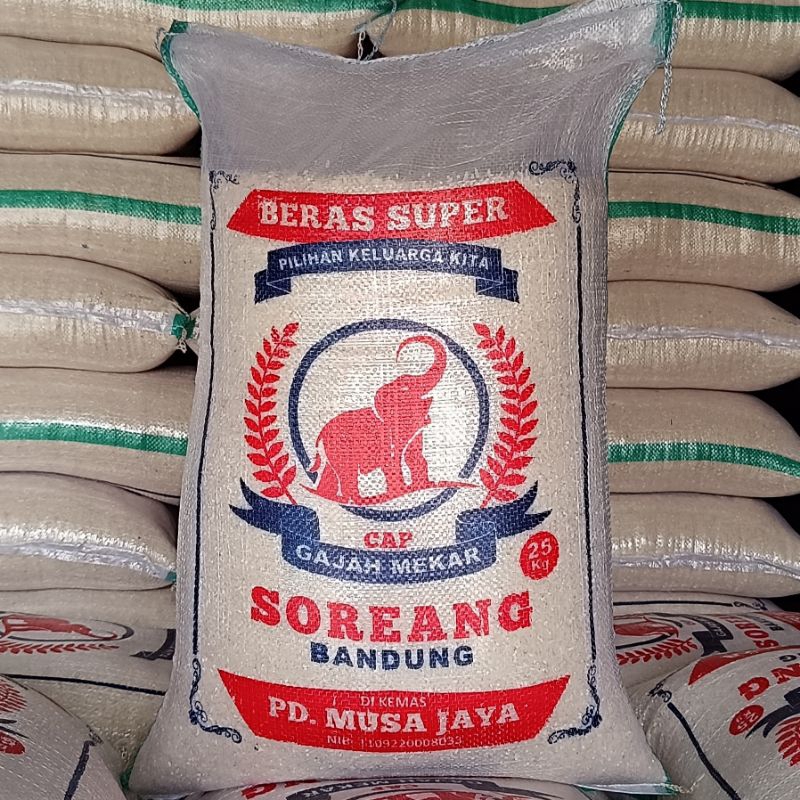 BERAS SUPER
PILIHAN KELUARGA KITA
CAP
GAJAH MEKAR
25
Kg
SOREANG
BANDUNG
DI KEMAS
PD. MUSA JAYA